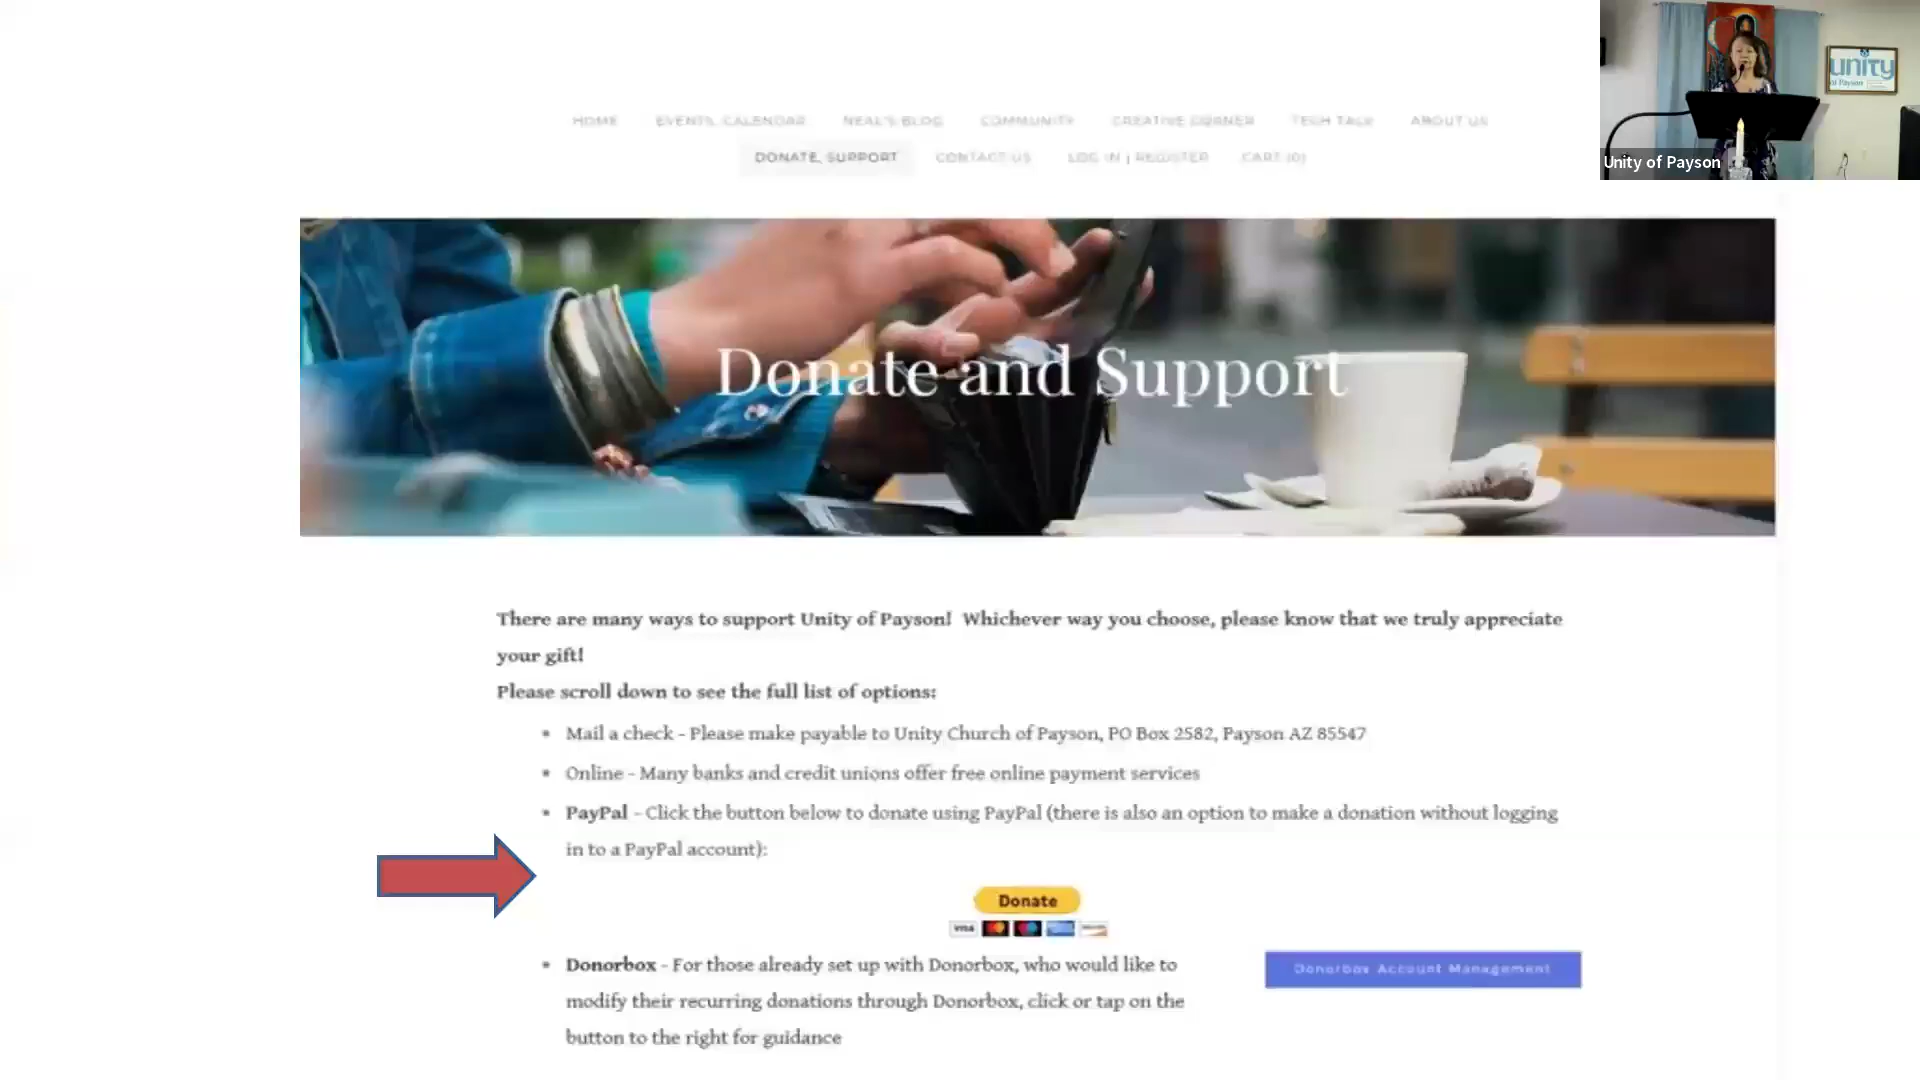 HOME EVENTS, CALENDAR NEAL'S BLOG COMMUNITY CREATIVE CORNER TECH TALK ABOUT US
DONATE, SUPPORT CONTACT US LOG IN | REGISTER CART (0)
unity
of Payson
Unity of Payson
Donate and Support
There are many ways to support Unity of Payson! Whichever way you choose, please know that we truly appreciate
your gift!
Please scroll down to see the full list of options:
• Mail a check - Please make payable to Unity Church of Payson, PO Box 2582, Payson AZ 85547
• Online - Many banks and credit unions offer free online payment services
• PayPal - Click the button below to donate using PayPal (there is also an option to make a donation without logging
in to a PayPal account):
Donate
VISA
• Donorbox - For those already set up with Donorbox, who would like to
modify their recurring donations through Donorbox, click or tap on the
button to the right for guidance
Donorbox Account Management